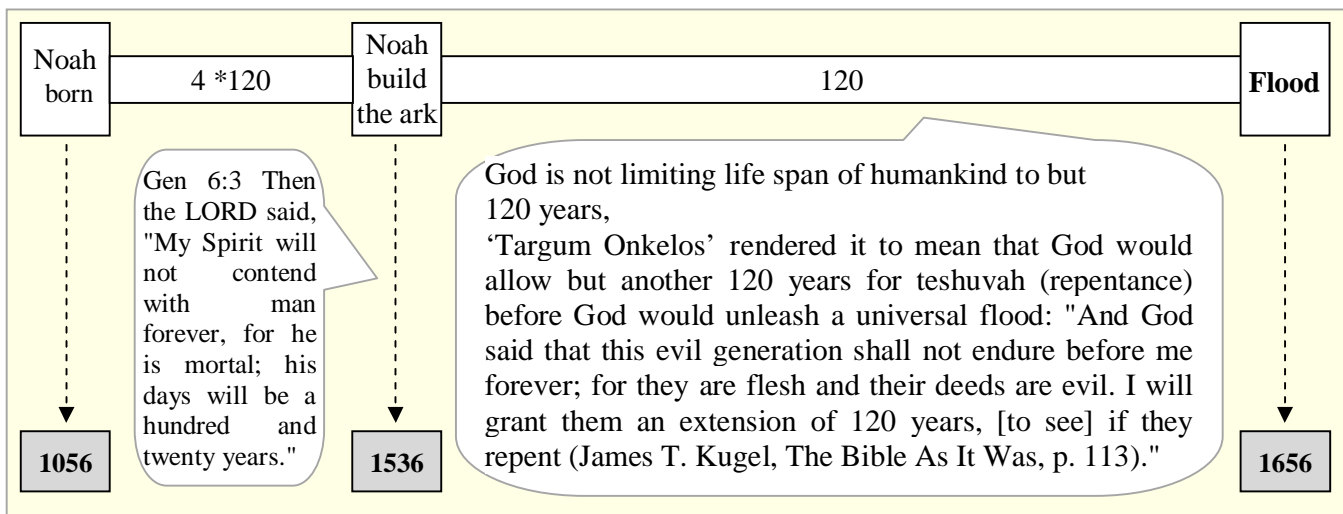 Noah
born
4 *120
Noah
build
the ark
120
Flood
Gen 6:3 Then
the LORD said,
"My Spirit will
not contend
with man
forever, for he
is mortal; his
days will be a
hundred and
twenty years."
God is not limiting life span of humankind to but
120 years,
‘Targum Onkelos’ rendered it to mean that God would
allow but another 120 years for teshuvah (repentance)
before God would unleash a universal flood: "And God
said that this evil generation shall not endure before me
forever; for they are flesh and their deeds are evil. I will
grant them an extension of 120 years, [to see] if they
repent (James T. Kugel, The Bible As It Was, p. 113)."
1056
1536
1656